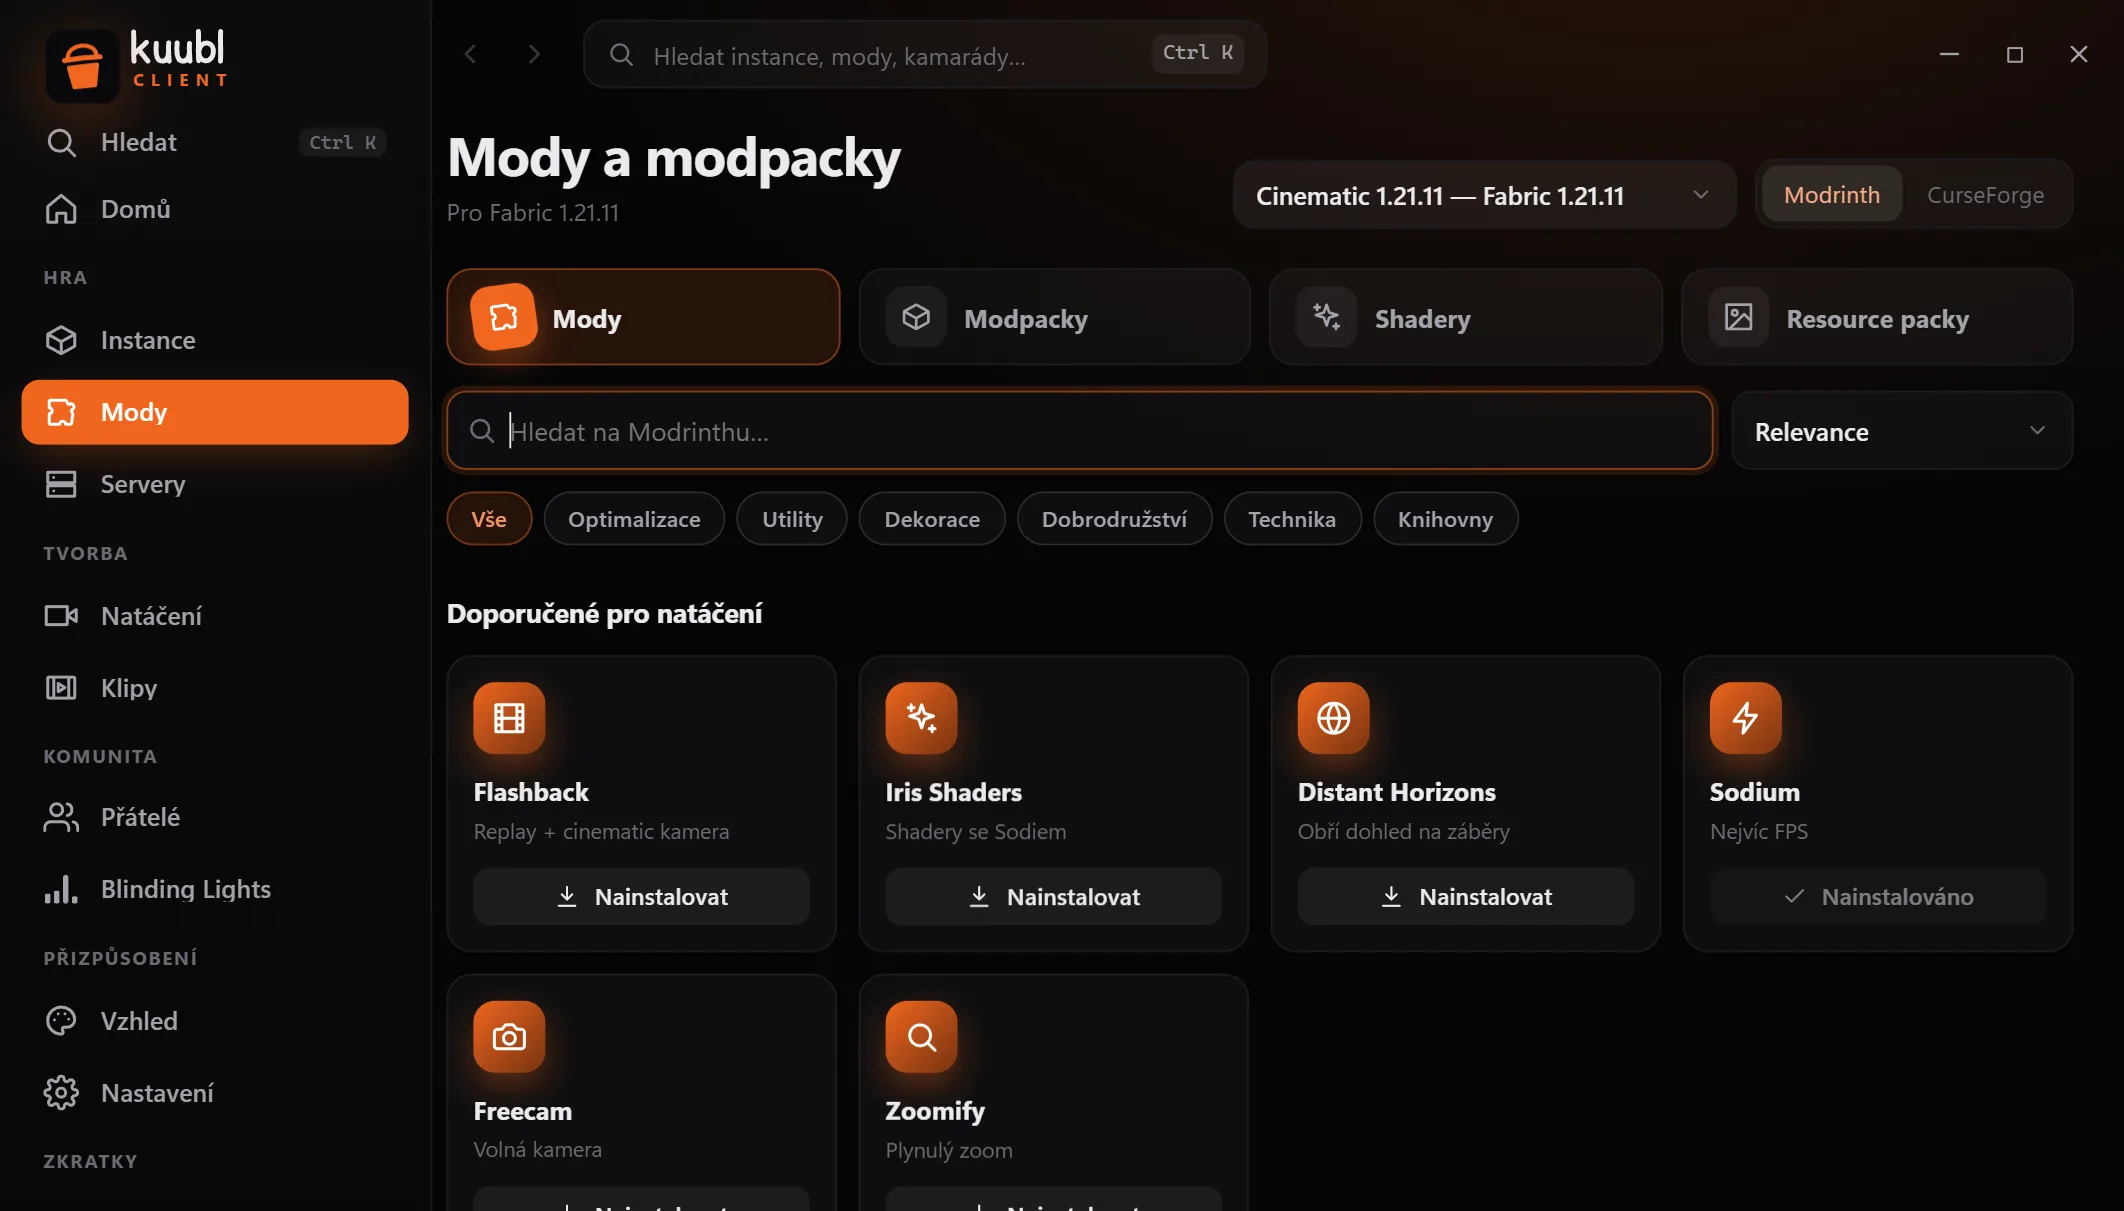 kuubl
CLIENT
Hledat
Ctrl K
Domů
HRA
Instance
Mody
Servery
TVORBA
Natáčení
Klipy
KOMUNITA
Přátelé
Blinding Lights
PŘIZPŮSOBENÍ
Vzhled
Nastavení
ZKRATKY
Hledat instance, mody, kamarády...
Ctrl K
Mody a modpacky
Pro Fabric 1.21.11
Cinematic 1.21.11 — Fabric 1.21.11
Modrinth
CurseForge
Mody
Modpacky
Shadery
Resource packy
Hledat na Modrinthu...
Relevance
Vše
Optimalizace
Utility
Dekorace
Dobrodružství
Technika
Knihovny
Doporučené pro natáčení
Flashback
Replay + cinematic kamera
Nainstalovat
Iris Shaders
Shadery se Sodiem
Nainstalovat
Distant Horizons
Obří dohled na záběry
Nainstalovat
Sodium
Nejvíc FPS
Nainstalováno
Freecam
Volná kamera
Zoomify
Plynulý zoom